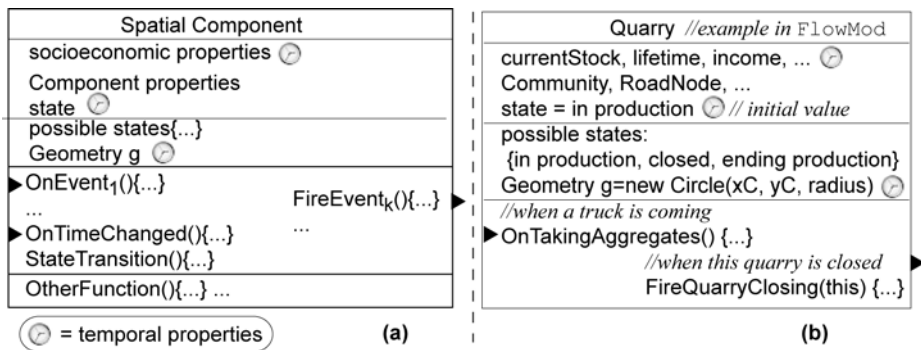 Spatial Component
socioeconomic properties
Component properties
state
possible states{...}
Geometry g
OnEvent1(){...}
FireEventk(){...}
...
...
OnTimeChanged(){...}
StateTransition(){...}
OtherFunction(){...} ...
= temporal properties
(a)
Quarry //example in FlowMod
currentStock, lifetime, income, ...
Community, RoadNode, ...
state = in production // initial value
possible states:
{in production, closed, ending production}
Geometry g=new Circle(xC, yC, radius)
//when a truck is coming
OnTakingAggregates() {...}
//when this quarry is closed
FireQuarryClosing(this) {...}
(b)